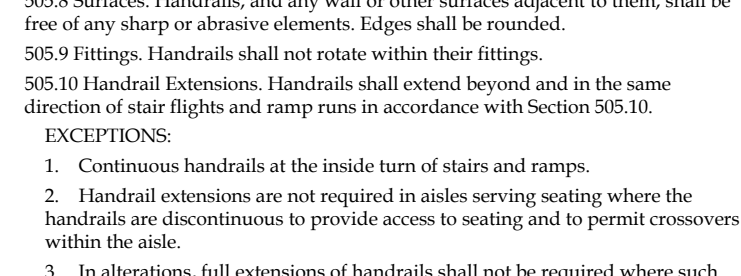 505.8 Surfaces. Handrails, and any wall or other surfaces adjacent to them, shall be
free of any sharp or abrasive elements. Edges shall be rounded.
505.9 Fittings. Handrails shall not rotate within their fittings.
505.10 Handrail Extensions. Handrails shall extend beyond and in the same
direction of stair flights and ramp runs in accordance with Section 505.10.
EXCEPTIONS:
1. Continuous handrails at the inside turn of stairs and ramps.
2. Handrail extensions are not required in aisles serving seating where the
handrails are discontinuous to provide access to seating and to permit crossovers
within the aisle.
3. In alterations, full extensions of handrails shall not be required where such